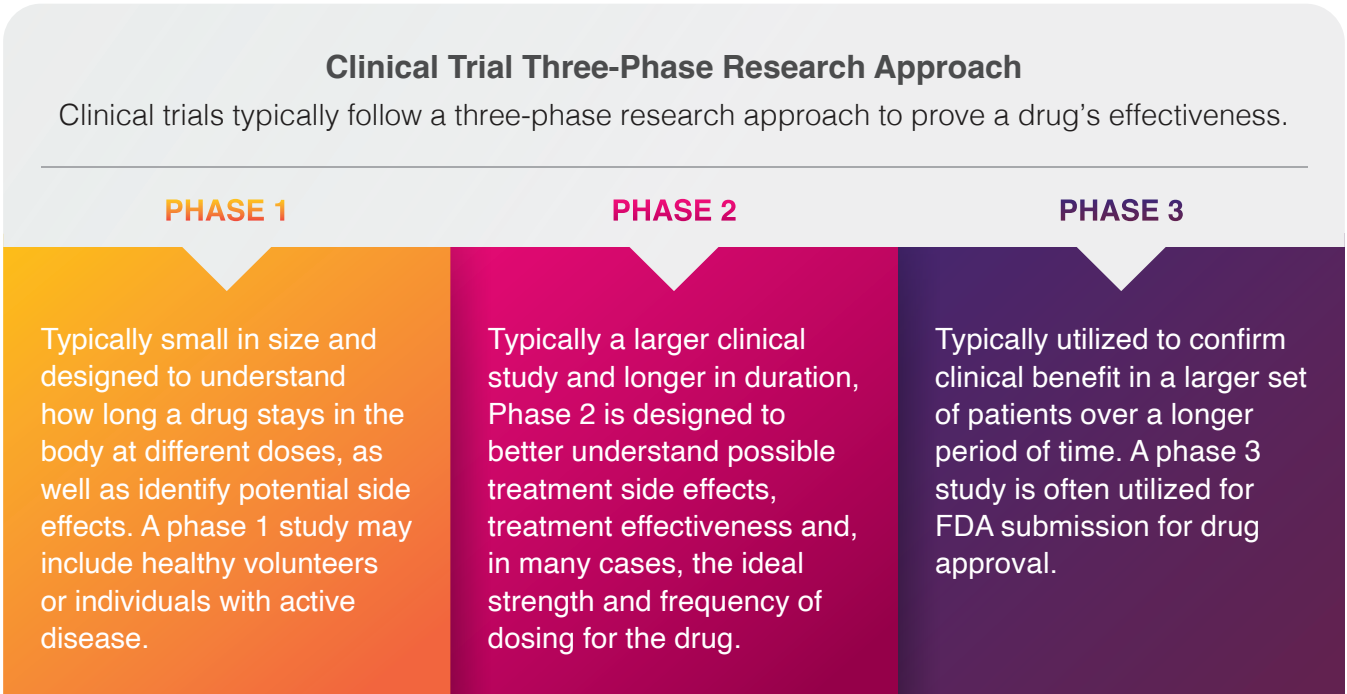 Clinical Trial Three-Phase Research Approach
Clinical trials typically follow a three-phase research approach to prove a drug’s effectiveness.
PHASE 1
Typically small in size and
designed to understand
how long a drug stays in the
body at different doses, as
well as identify potential side
effects. A phase 1 study may
include healthy volunteers
or individuals with active
disease.
PHASE 2
Typically a larger clinical
study and longer in duration,
Phase 2 is designed to
better understand possible
treatment side effects,
treatment effectiveness and,
in many cases, the ideal
strength and frequency of
dosing for the drug.
PHASE 3
Typically utilized to confirm
clinical benefit in a larger set
of patients over a longer
period of time. A phase 3
study is often utilized for
FDA submission for drug
approval.